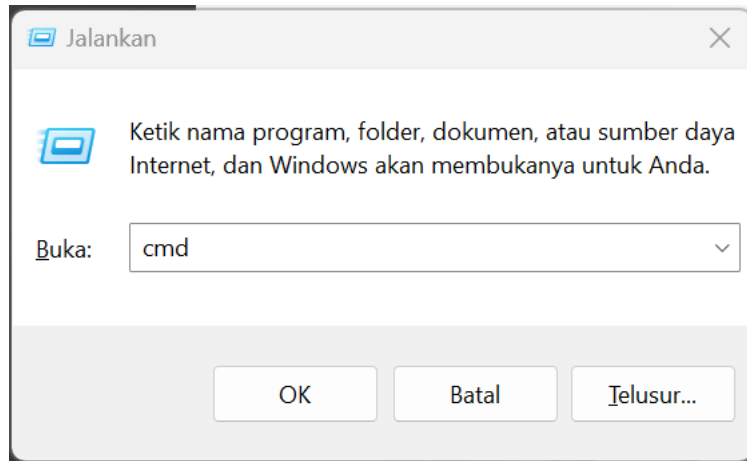 Jalankan
Ketik nama program, folder, dokumen, atau sumber daya
Internet, dan Windows akan membukanya untuk Anda.
Buka: cmd
OK Batal Telusur...